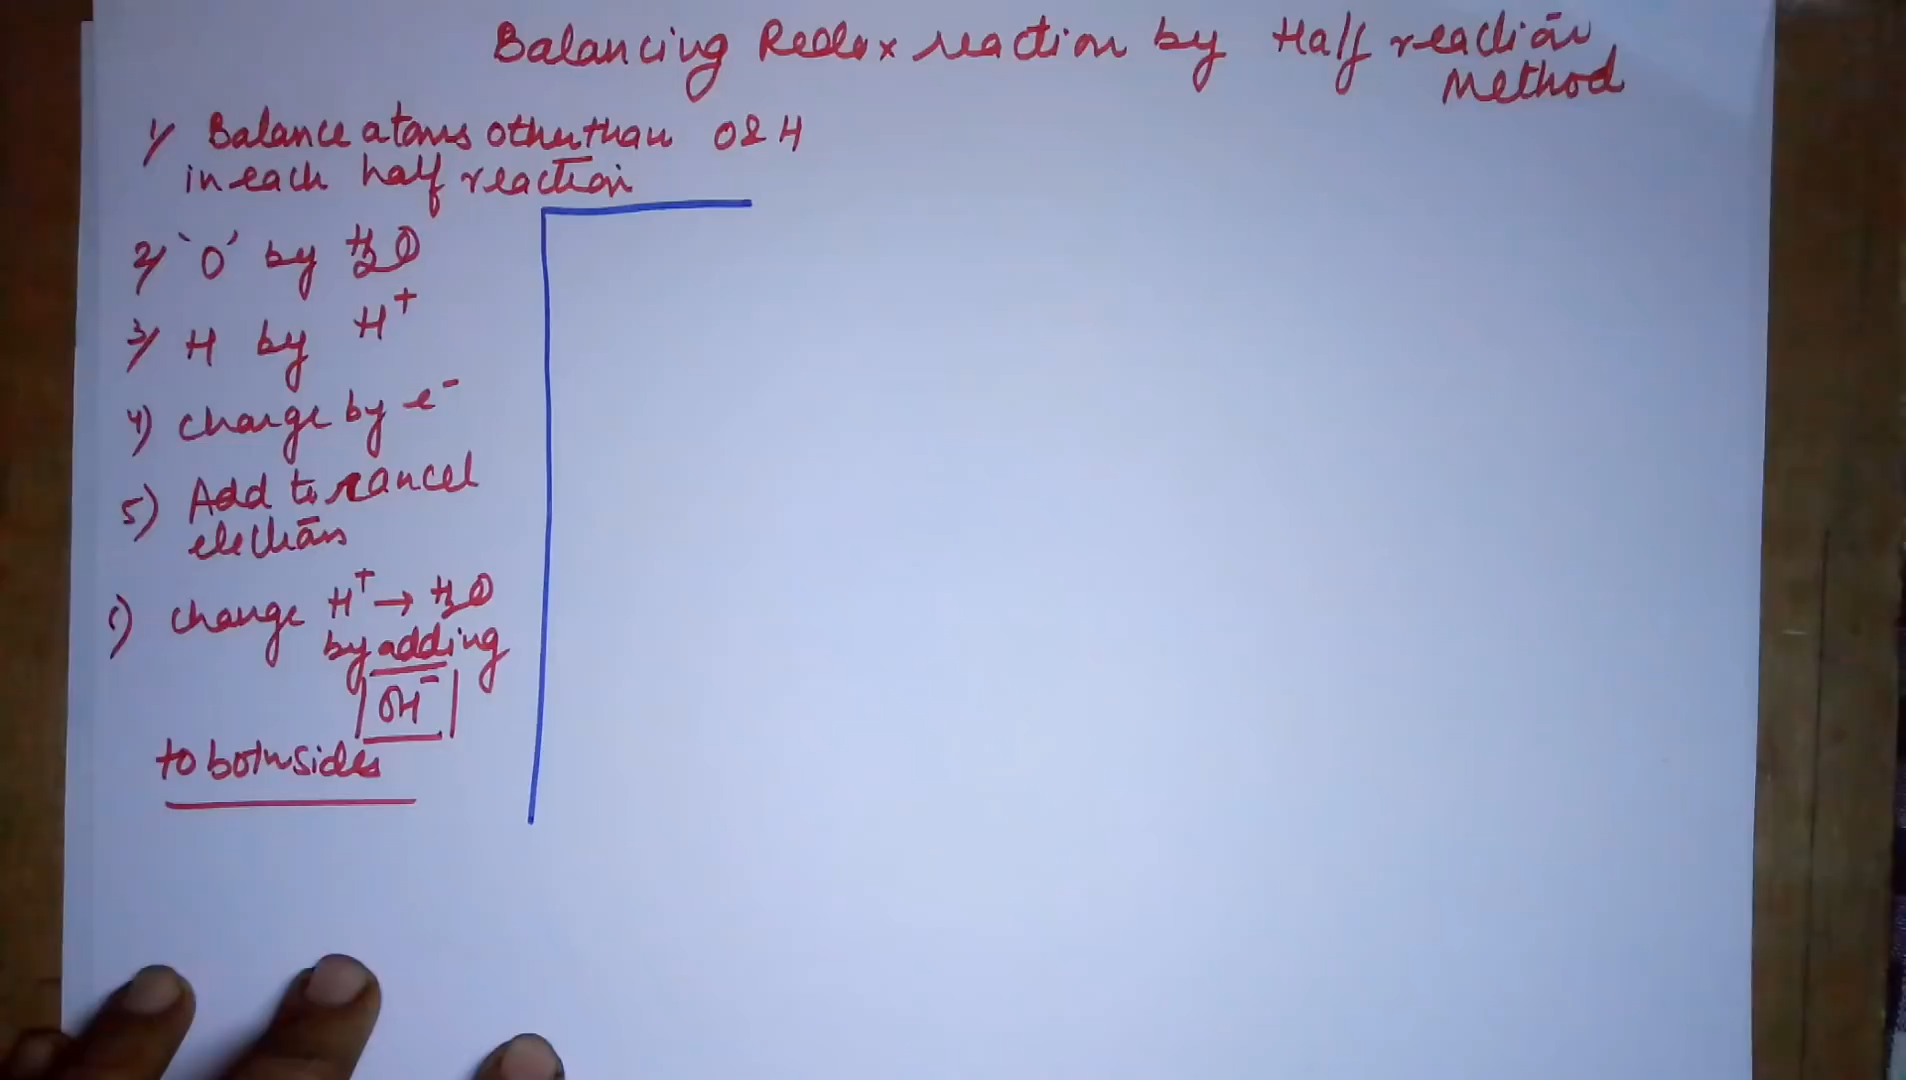 Balancing Redox reaction by Half reaction
Method
1) Balance atoms other than O & H
in each half reaction
2) 'O' by H2O
3) H by H+
4) Charge by e-
5) Add to cancel
electrons
6) Change H+ → H2O
by adding
OH-
to both sides